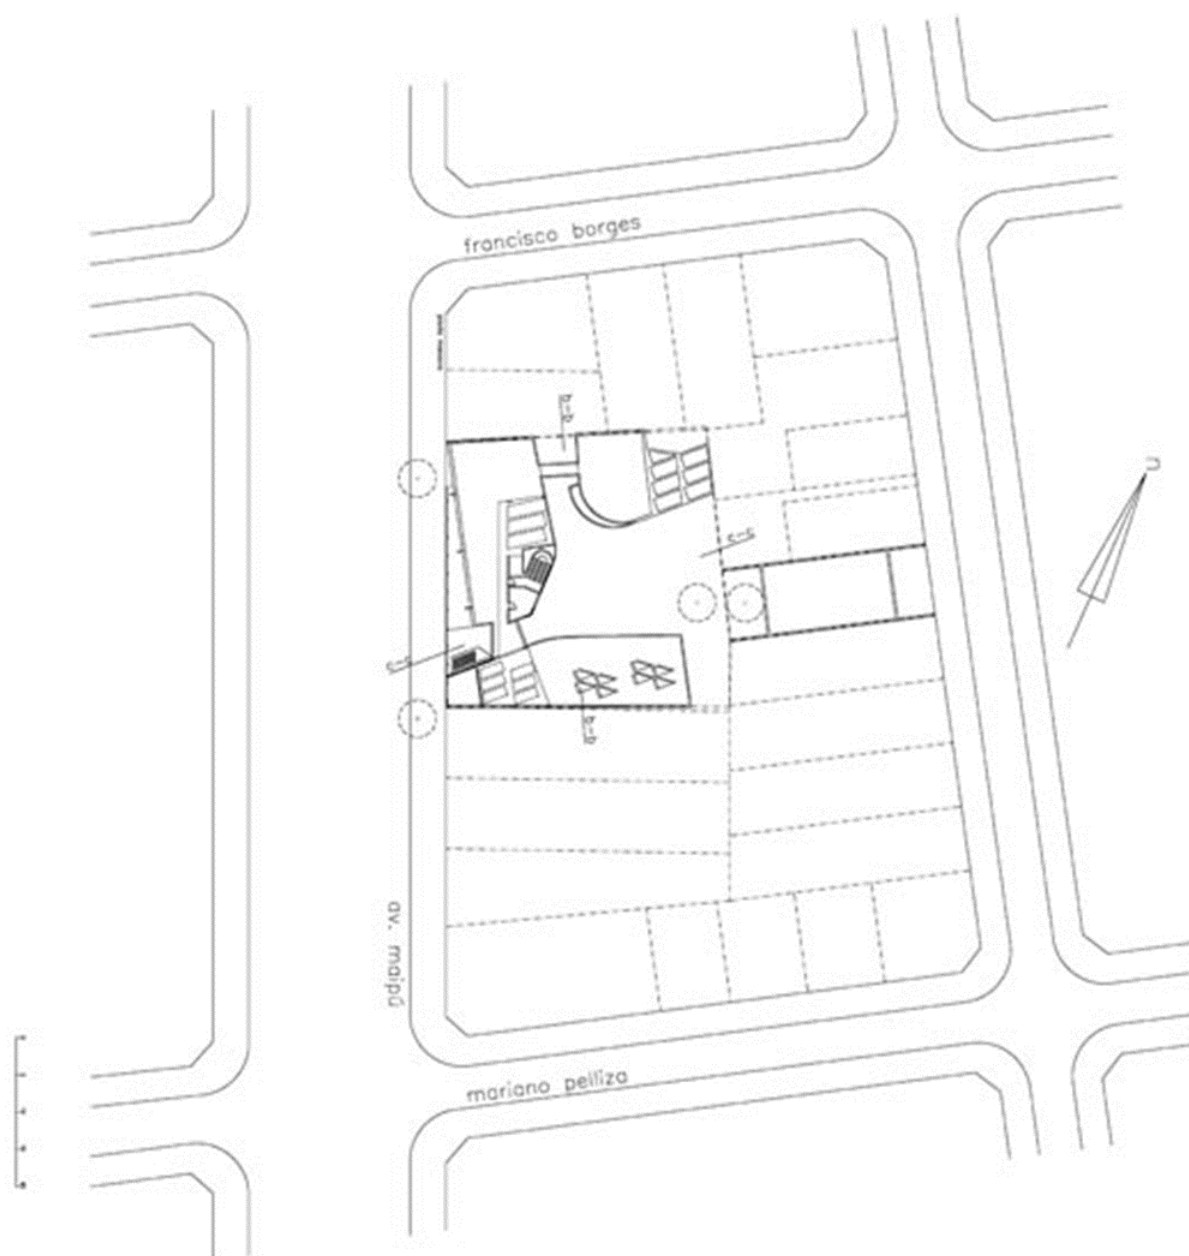 francisco borges
b-b
c-c
n
c-c
b-b
av. maipú
mariano pelliza